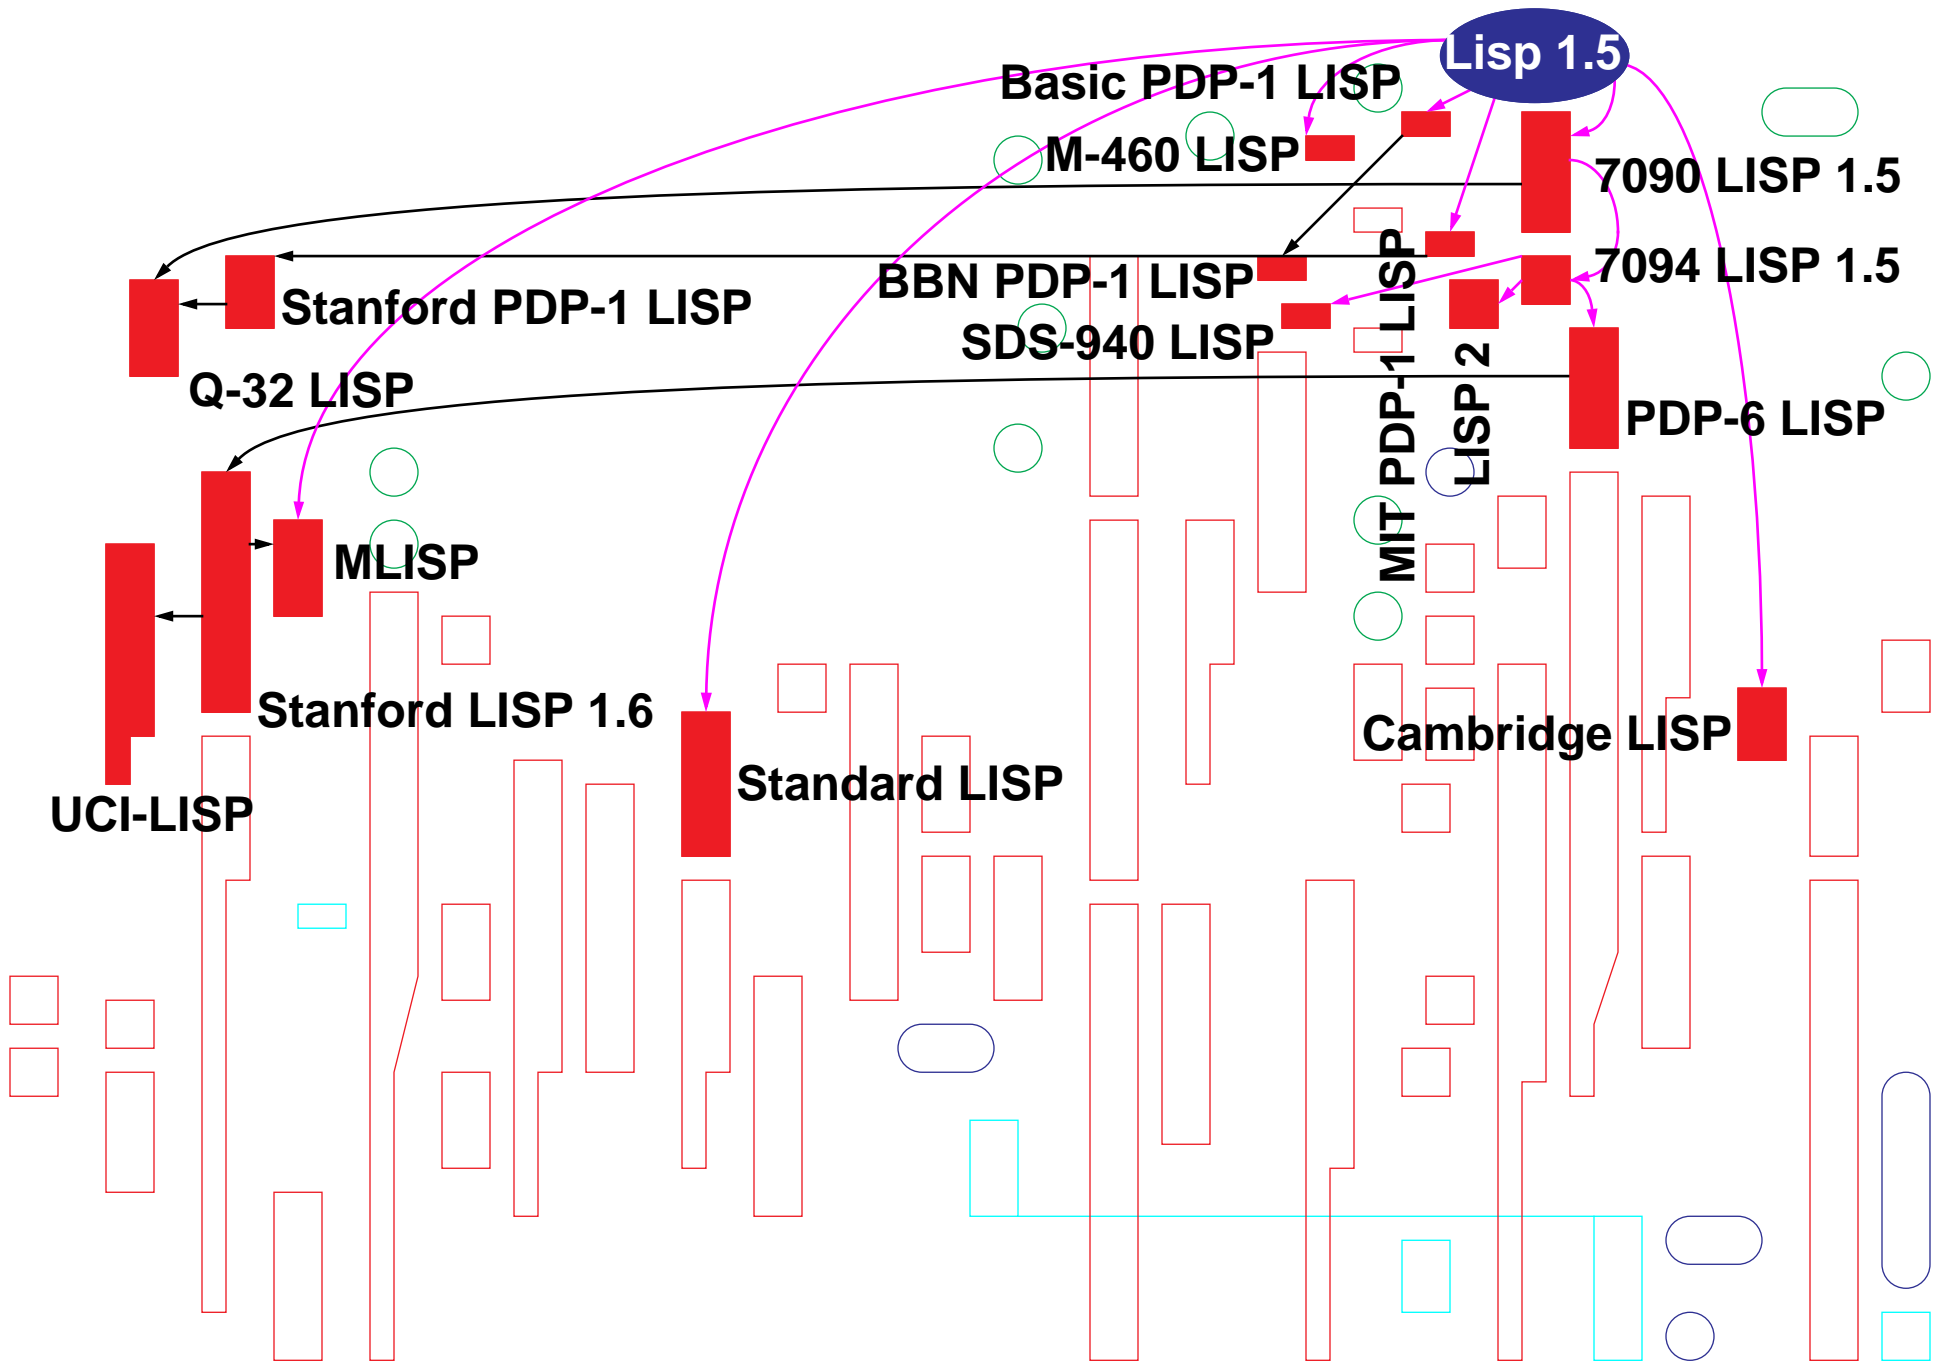 Lisp 1.5
Basic PDP-1 LISP
M-460 LISP
7090 LISP 1.5
BBN PDP-1 LISP
7094 LISP 1.5
Stanford PDP-1 LISP
SDS-940 LISP
MIT PDP-1 LISP
LISP 2
Q-32 LISP
PDP-6 LISP
MLISP
Stanford LISP 1.6
Cambridge LISP
Standard LISP
UCI-LISP